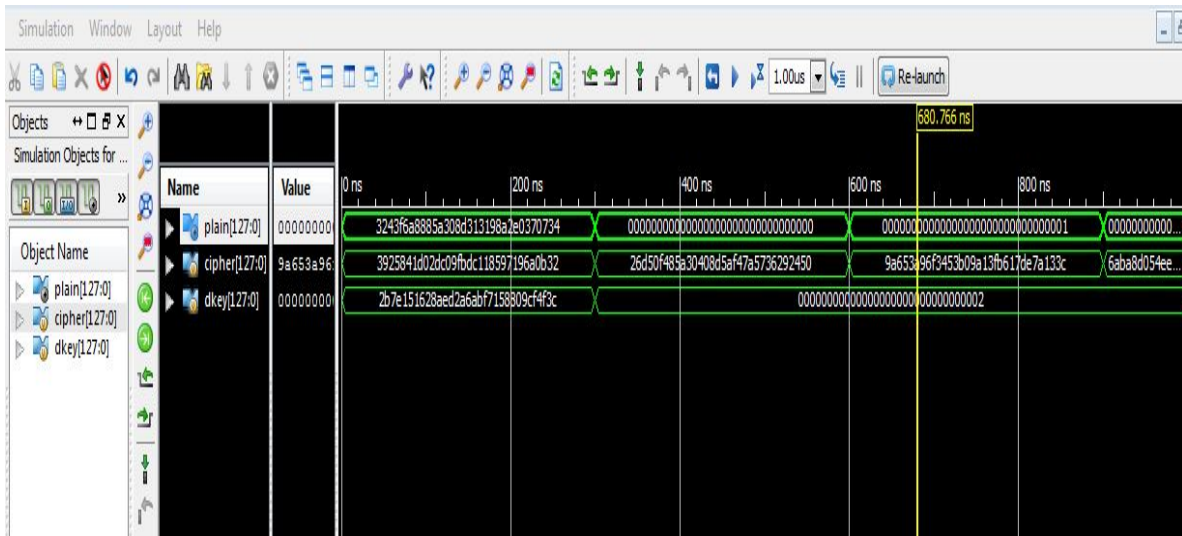 Simulation Window Layout Help
1.00us Re-launch
Objects
Simulation Objects for ...
Object Name
plain[127:0]
cipher[127:0]
dkey[127:0]
680.766 ns
Name Value 0 ns 200 ns 400 ns 600 ns 800 ns
plain[127:0] 00000000 3243f6a8885a308d313198a2e0370734 00000000000000000000000000000000 00000000000000000000000000000001 0000000000...
cipher[127:0] 9a653a96 3925841d02dc09fbdc118597196a0b32 26d50f485a30408d5af47a5736292450 9a653a96f3453b09a13fb617de7a133c 6aba8d054ee...
dkey[127:0] 00000000 2b7e151628aed2a6abf7158809cf4f3c 00000000000000000000000000000002